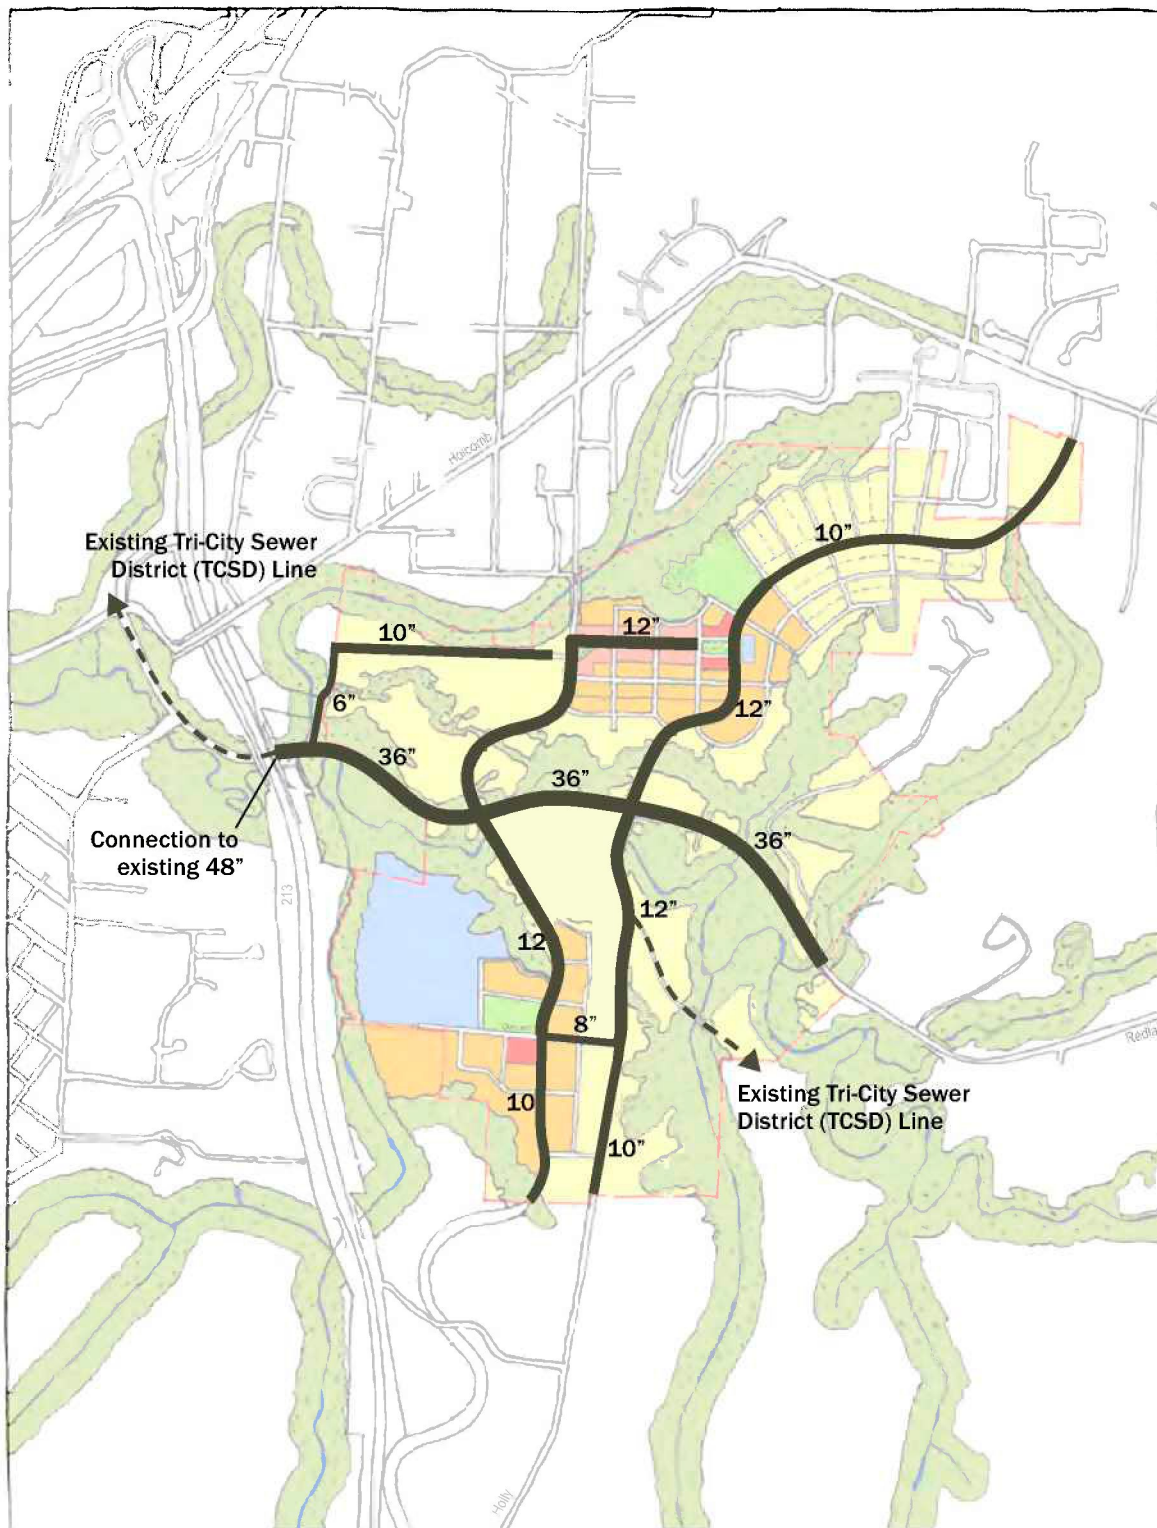 205
Holcomb
Existing Tri-City Sewer
District (TCSD) Line
10”
12”
10”
6”
12”
36”
36”
36”
Connection to
existing 48”
213
12”
12
8”
Redla
Existing Tri-City Sewer
District (TCSD) Line
10
10”
Holly